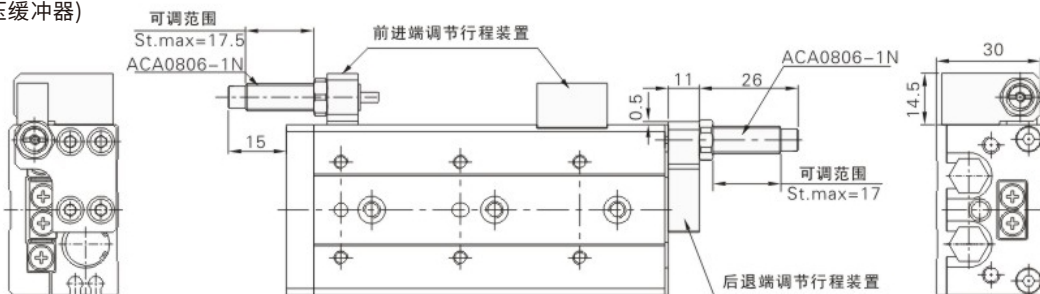 压缓冲器)
可调范围
St.max=17.5
ACA0806-1N
前进端调节行程装置
15
0.5
11
26
ACA0806-1N
可调范围
St.max=17
后退端调节行程装置
30
14.5